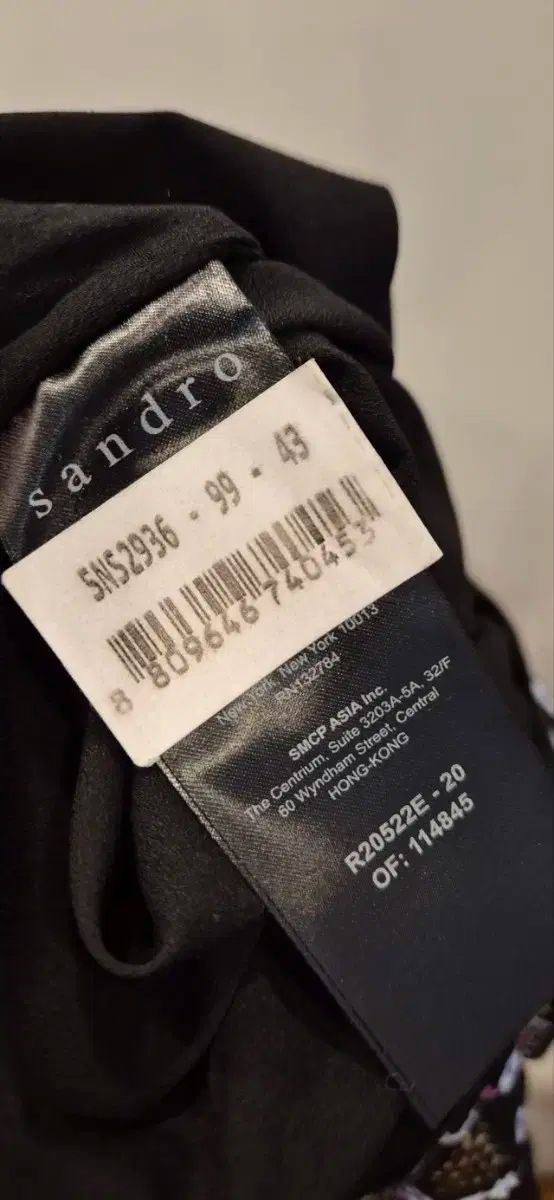 sandro
SNS2936 - 99 - 43
8 809646 740453
New York, New York 10013
RN132784
SMCP ASIA Inc.
The Centrium, Suite 3203A-5A, 32/F
60 Wyndham Street, Central
HONG-KONG
R20522E - 20
OF: 114845